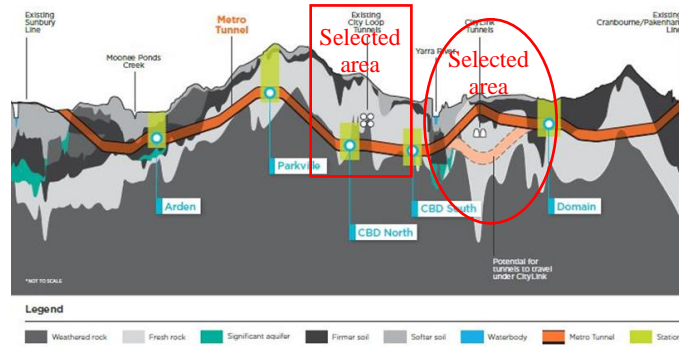 Existing
Sunbury
Line
Moonee Ponds
Creek
Metro
Tunnel
Existing
City Loop
Tunnels
Selected
area
Yarra River
CityLink
Tunnels
Selected
area
Existing
Cranbourne/Pakenham
Line
Arden
Parkville
CBD North
CBD South
Domain
Potential for
tunnels to travel
under CityLink
*NOT TO SCALE
Legend
Weathered rock
Fresh rock
Significant aquifer
Firmer soil
Softer soil
Waterbody
Metro Tunnel
Station